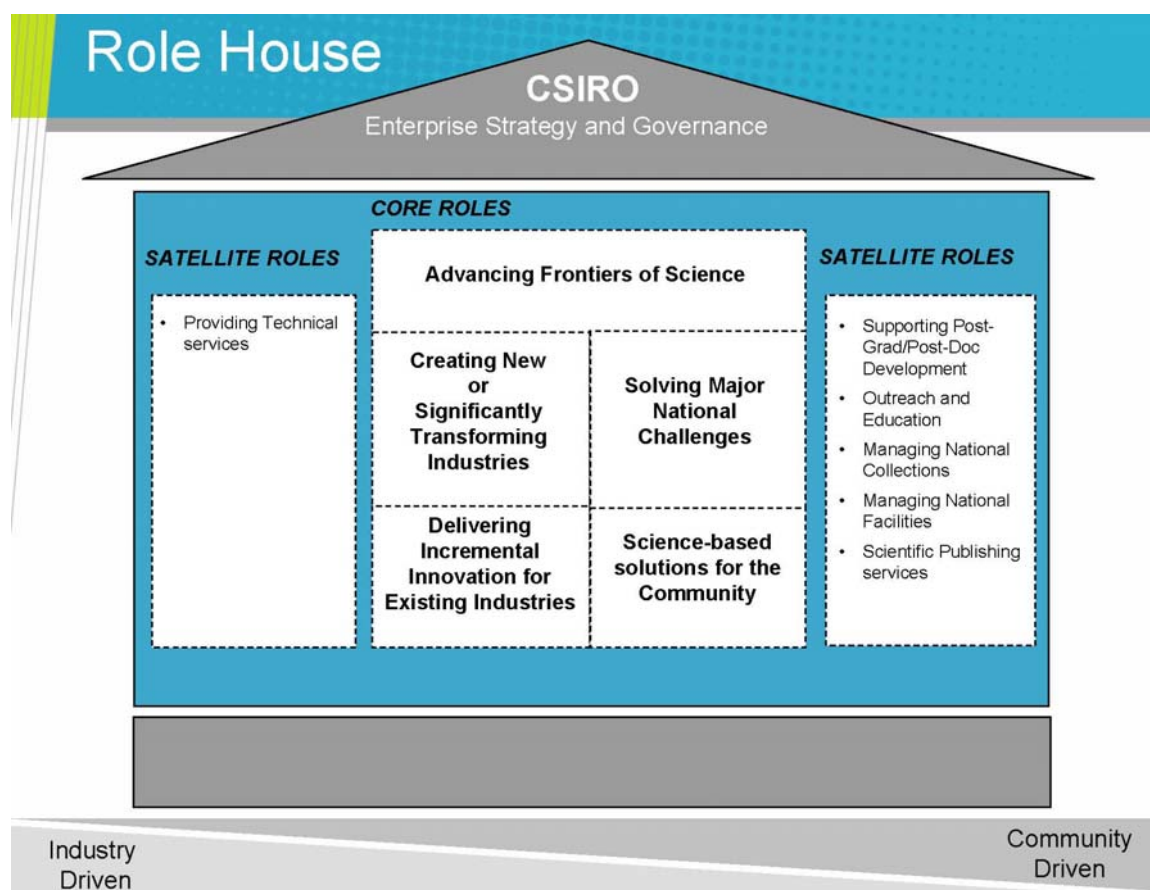 Role House
CSIRO
Enterprise Strategy and Governance
CORE ROLES
SATELLITE ROLES
• Providing Technical
services
Advancing Frontiers of Science
Creating New
or
Significantly
Transforming
Industries
Solving Major
National
Challenges
Delivering
Incremental
Innovation for
Existing Industries
Science-based
solutions for the
Community
SATELLITE ROLES
• Supporting Post-
Grad/Post-Doc
Development
• Outreach and
Education
• Managing National
Collections
• Managing National
Facilities
• Scientific Publishing
services
Industry
Driven
Community
Driven